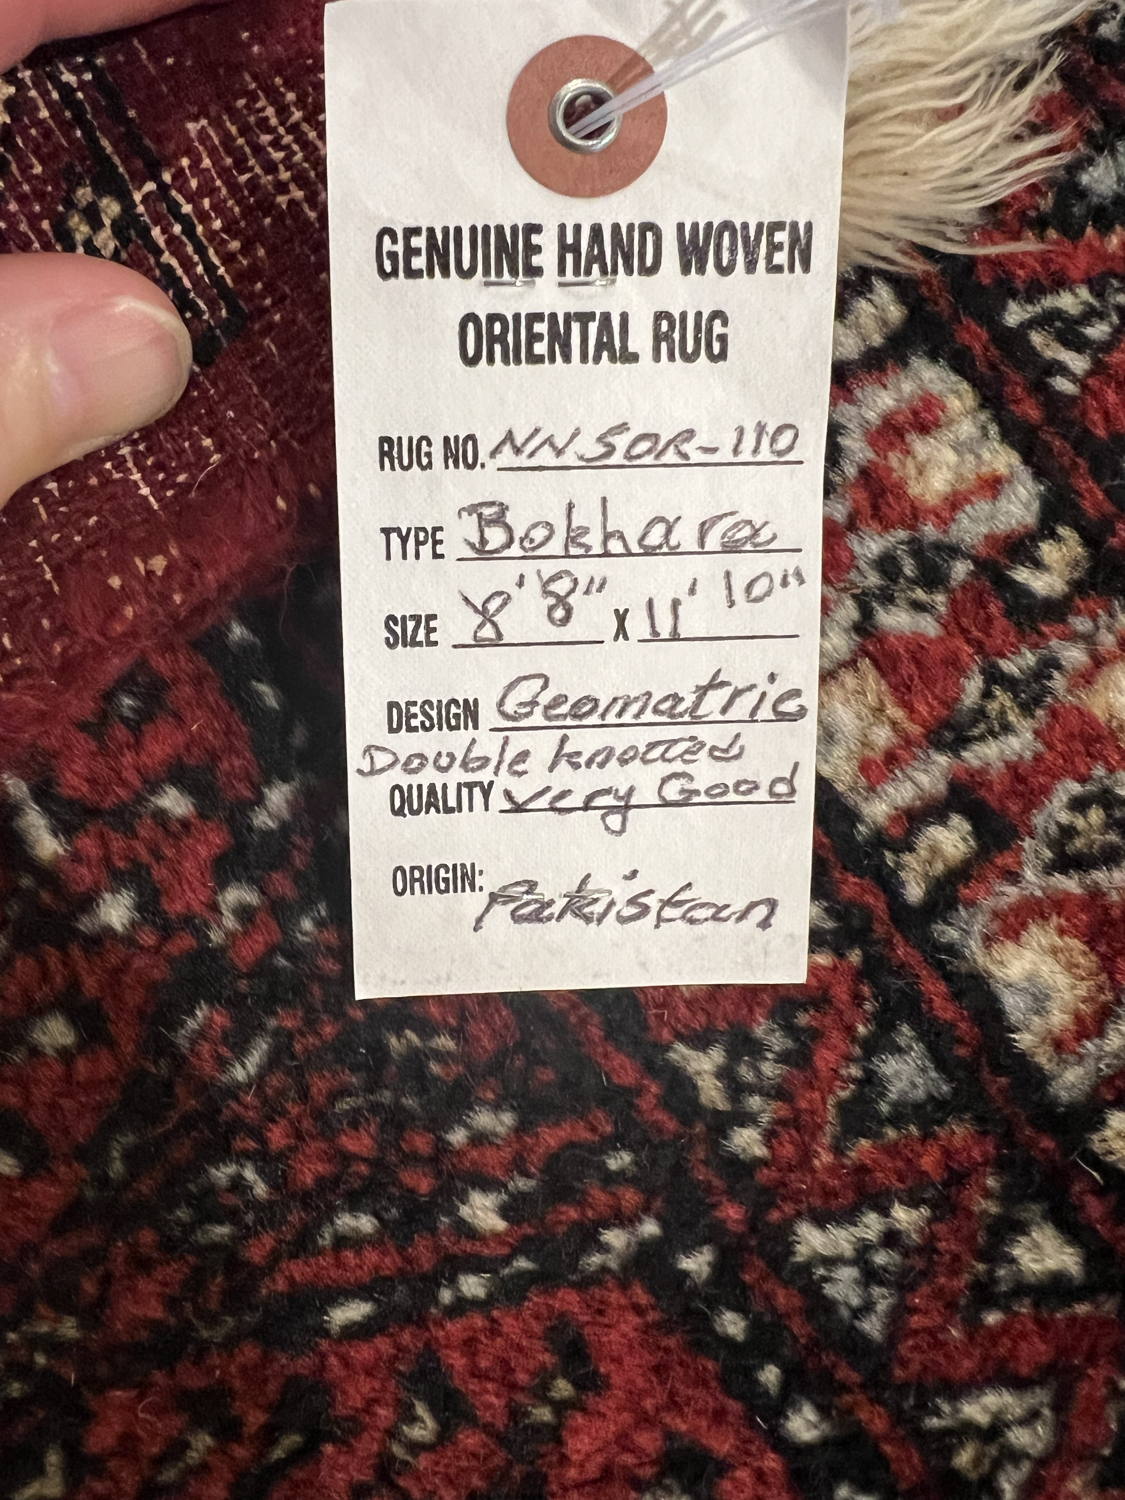 GENUINE HAND WOVEN
ORIENTAL RUG
RUG NO. NNSOR-110
TYPE Bokhara
SIZE 8'8" X 11'10"
DESIGN Geomatric
Double knotted
QUALITY very Good
ORIGIN: Pakistan